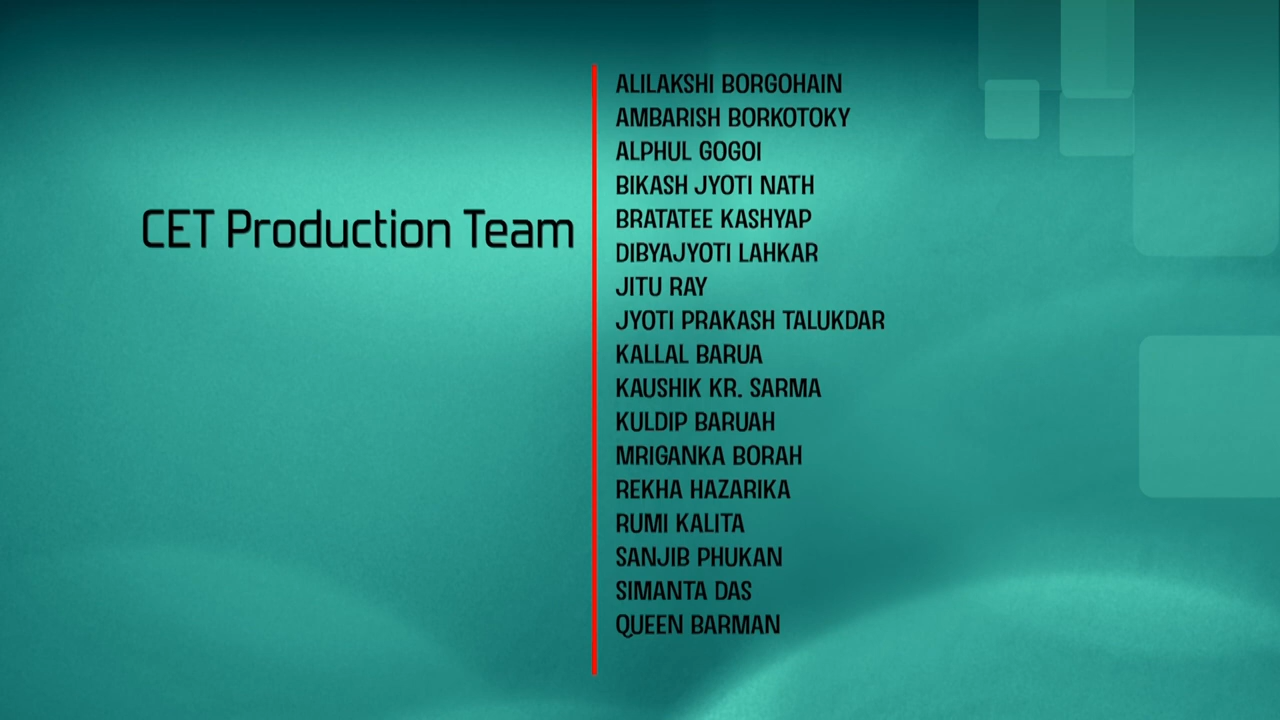 CET Production Team
ALILAKSHI BORGOHAIN
AMBARISH BORKOTOKY
ALPHUL GOGOI
BIKASH JYOTI NATH
BRATATEE KASHYAP
DIBYAJYOTI LAHKAR
JITU RAY
JYOTI PRAKASH TALUKDAR
KALLAL BARUA
KAUSHIK KR. SARMA
KULDIP BARUAH
MRIGANKA BORAH
REKHA HAZARIKA
RUMI KALITA
SANJIB PHUKAN
SIMANTA DAS
QUEEN BARMAN